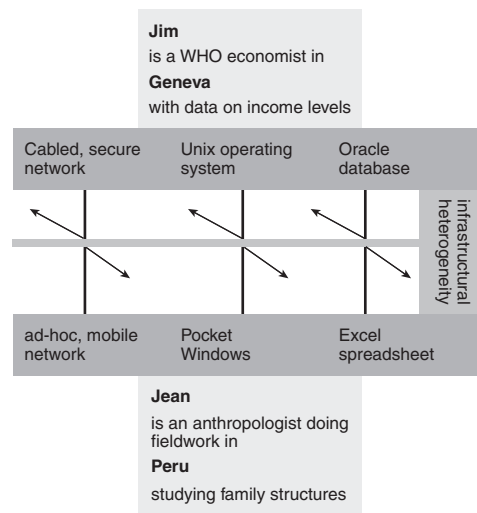 Jim
is a WHO economist in
Geneva
with data on income levels
Cabled, secure
network
Unix operating
system
Oracle
database
infrastructural
heterogeneity
ad-hoc, mobile
network
Pocket
Windows
Excel
spreadsheet
Jean
is an anthropologist doing
fieldwork in
Peru
studying family structures